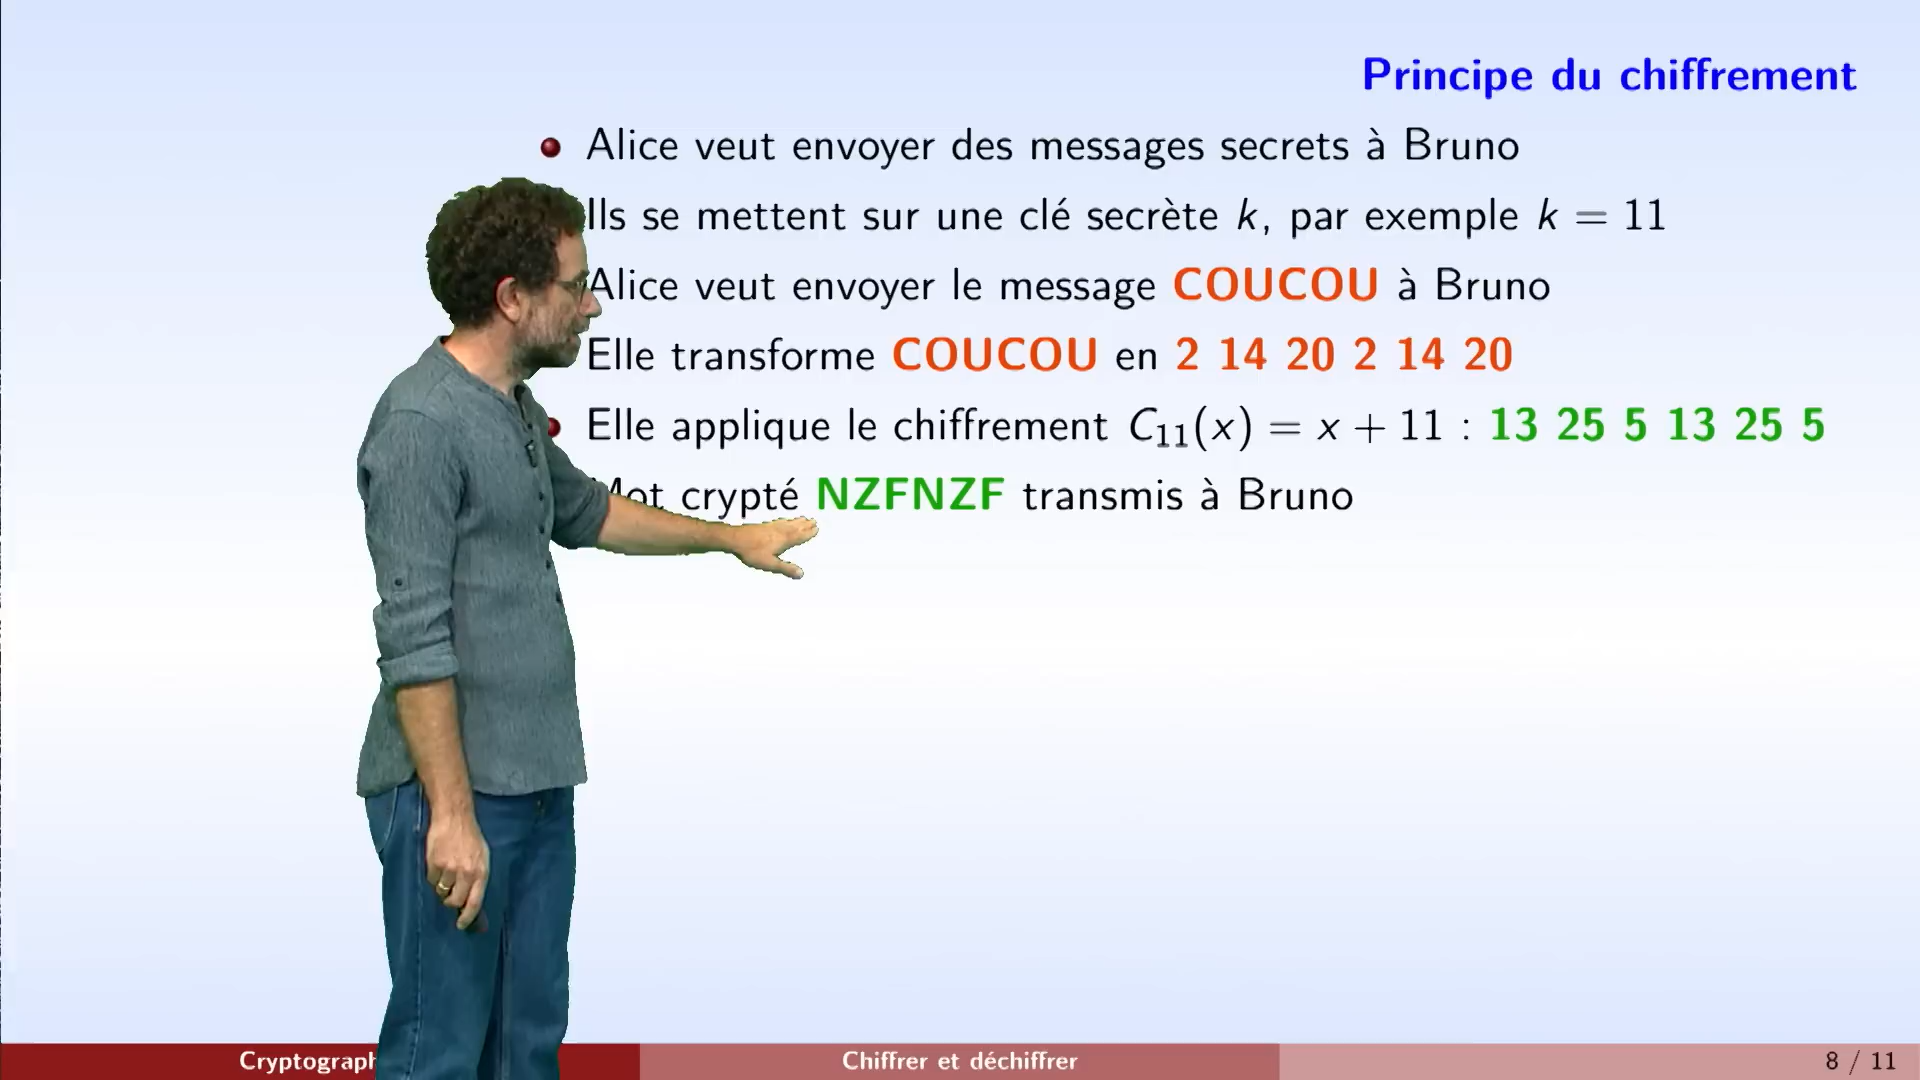 Principe du chiffrement
Alice veut envoyer des messages secrets à Bruno
Ils se mettent sur une clé secrète k, par exemple k = 11
Alice veut envoyer le message COUCOU à Bruno
Elle transforme COUCOU en 2 14 20 2 14 20
Elle applique le chiffrement C₁₁(x) = x + 11 : 13 25 5 13 25 5
Mot crypté NZFNZF transmis à Bruno
Cryptograph
Chiffrer et déchiffrer
8 / 11